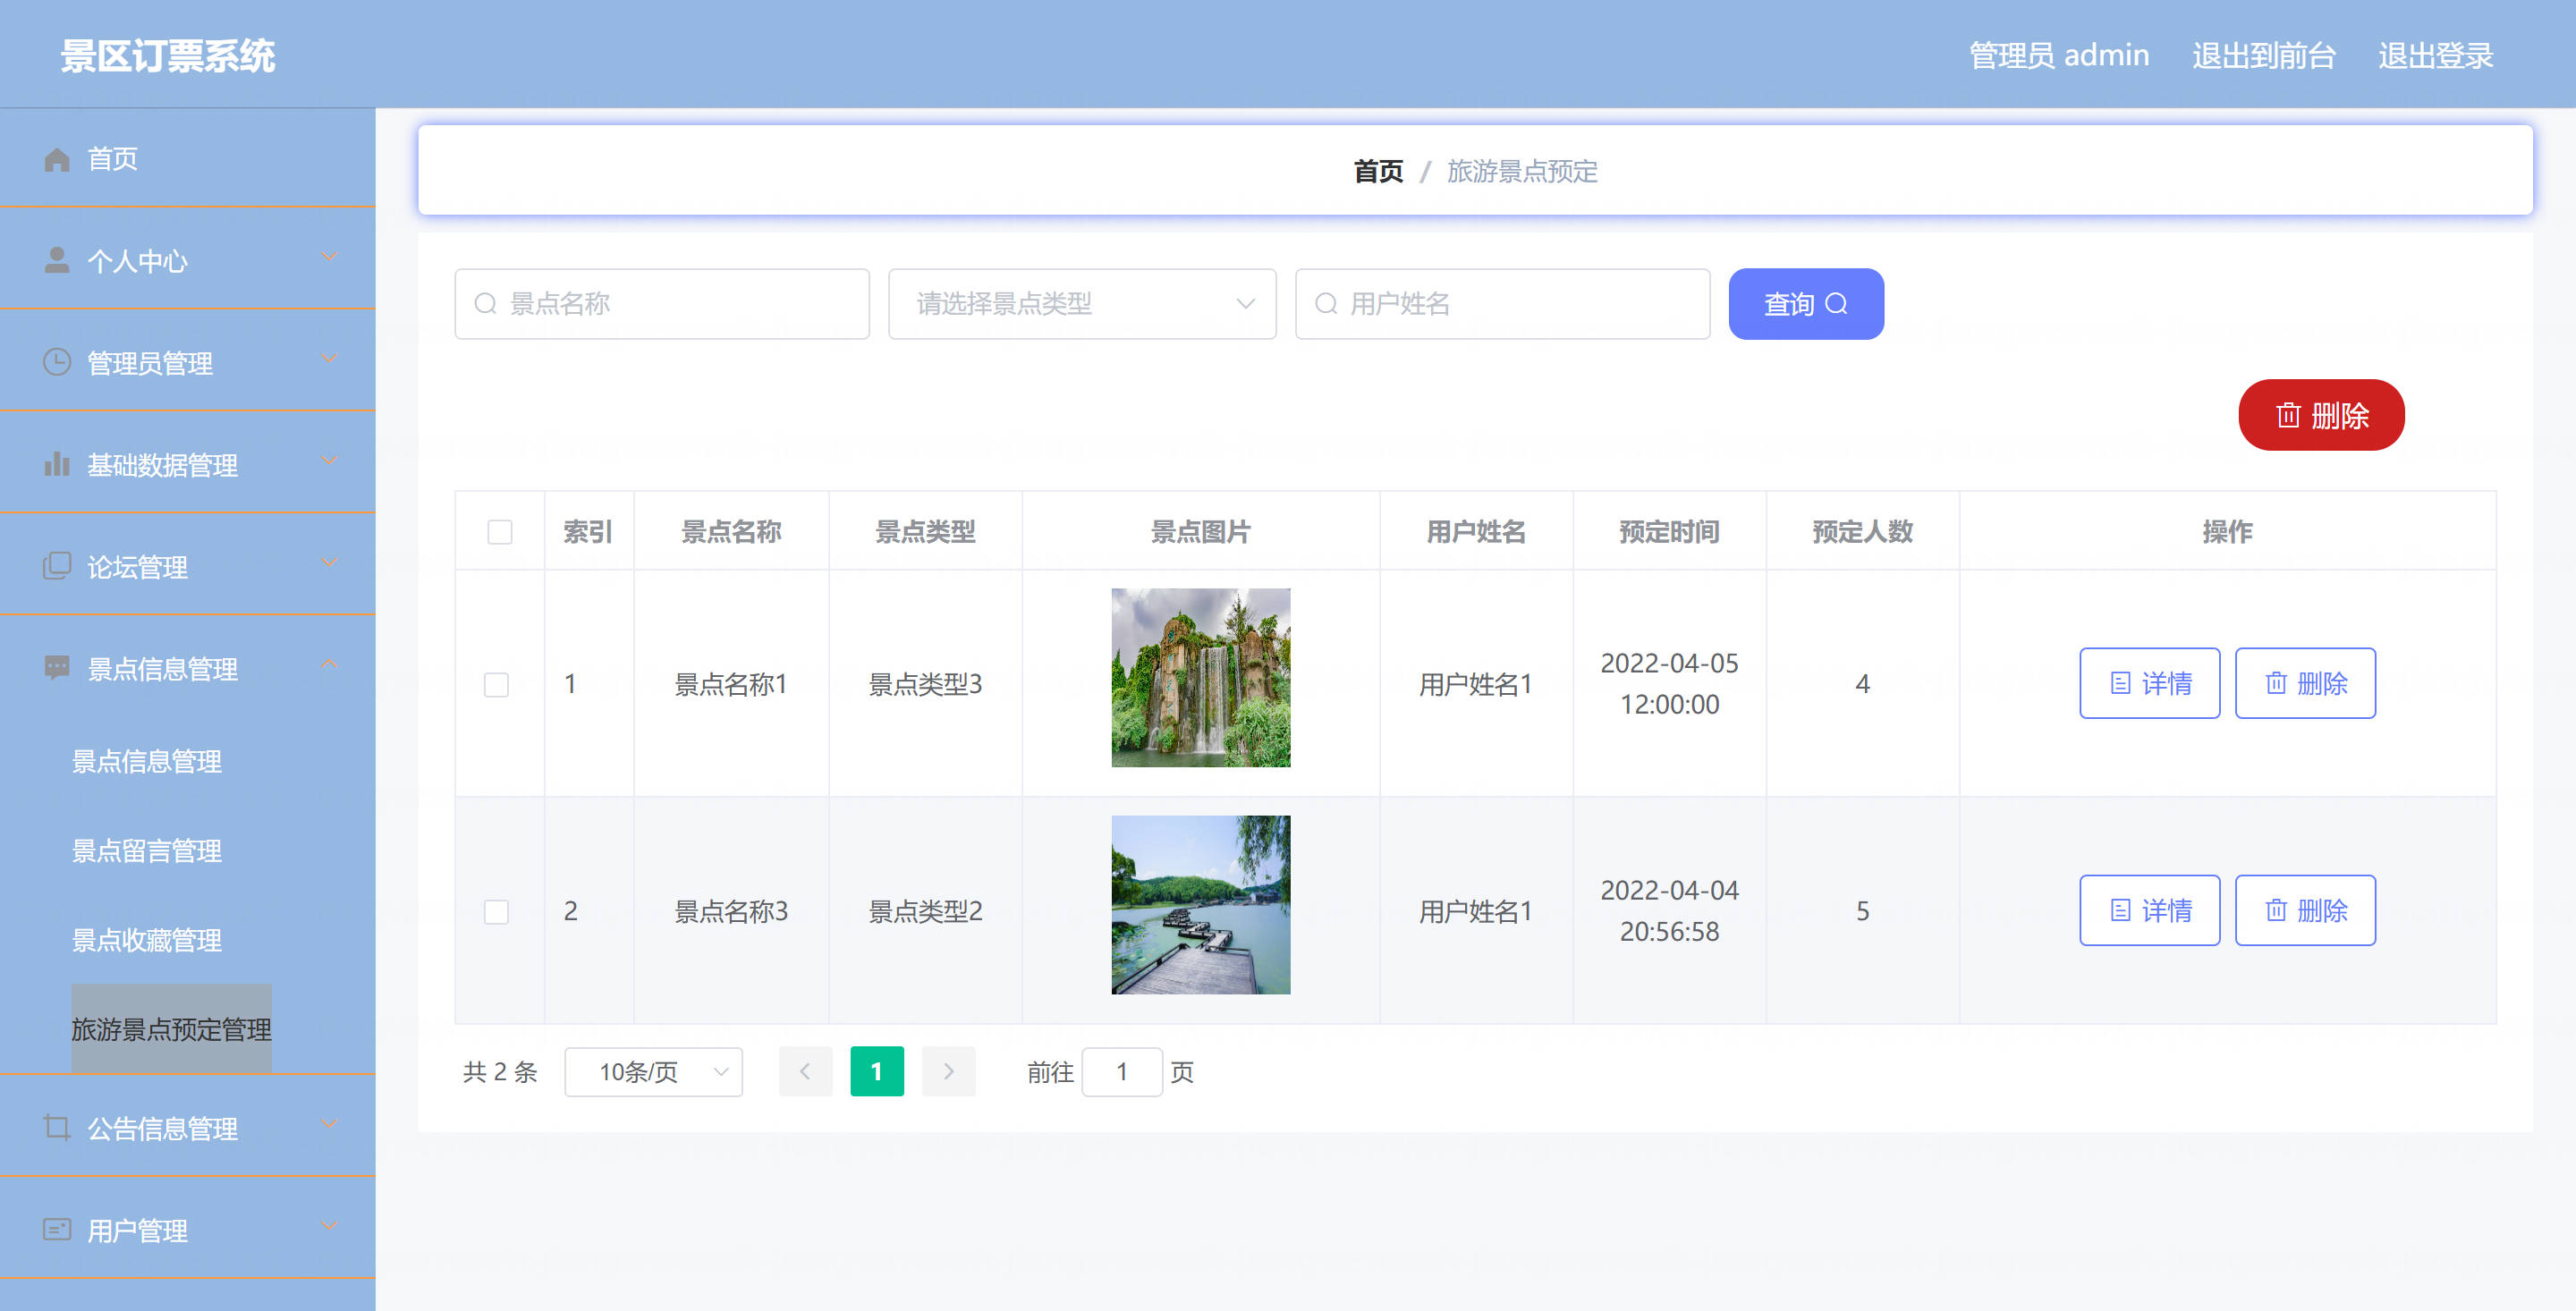 景区订票系统
管理员 admin 退出到前台 退出登录
首页
个人中心
管理员管理
基础数据管理
论坛管理
景点信息管理
景点信息管理
景点留言管理
景点收藏管理
旅游景点预定管理
公告信息管理
用户管理
首页 / 旅游景点预定
景点名称 请选择景点类型 用户姓名 查询
删除
索引 景点名称 景点类型 景点图片 用户姓名 预定时间 预定人数 操作
1 景点名称1 景点类型3 用户姓名1 2022-04-05 12:00:00 4 详情 删除
2 景点名称3 景点类型2 用户姓名1 2022-04-04 20:56:58 5 详情 删除
共 2 条 10条/页 1 前往 1 页